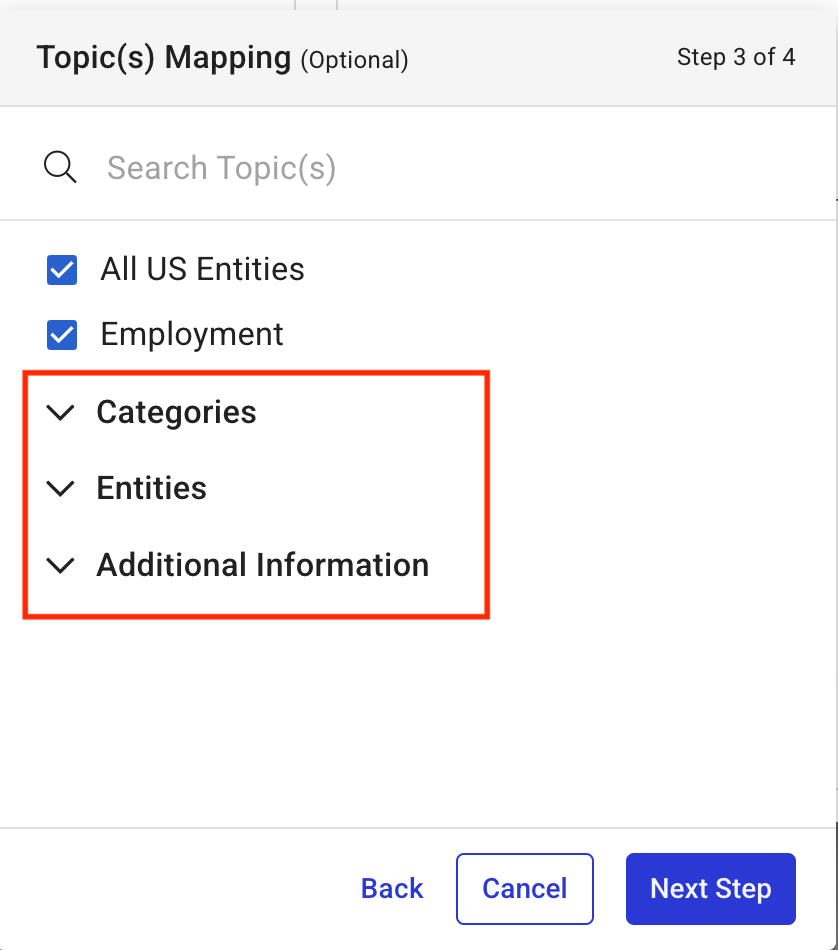 Topic(s) Mapping (Optional) Step 3 of 4
Search Topic(s)
All US Entities
Employment
Categories
Entities
Additional Information
Back Cancel Next Step